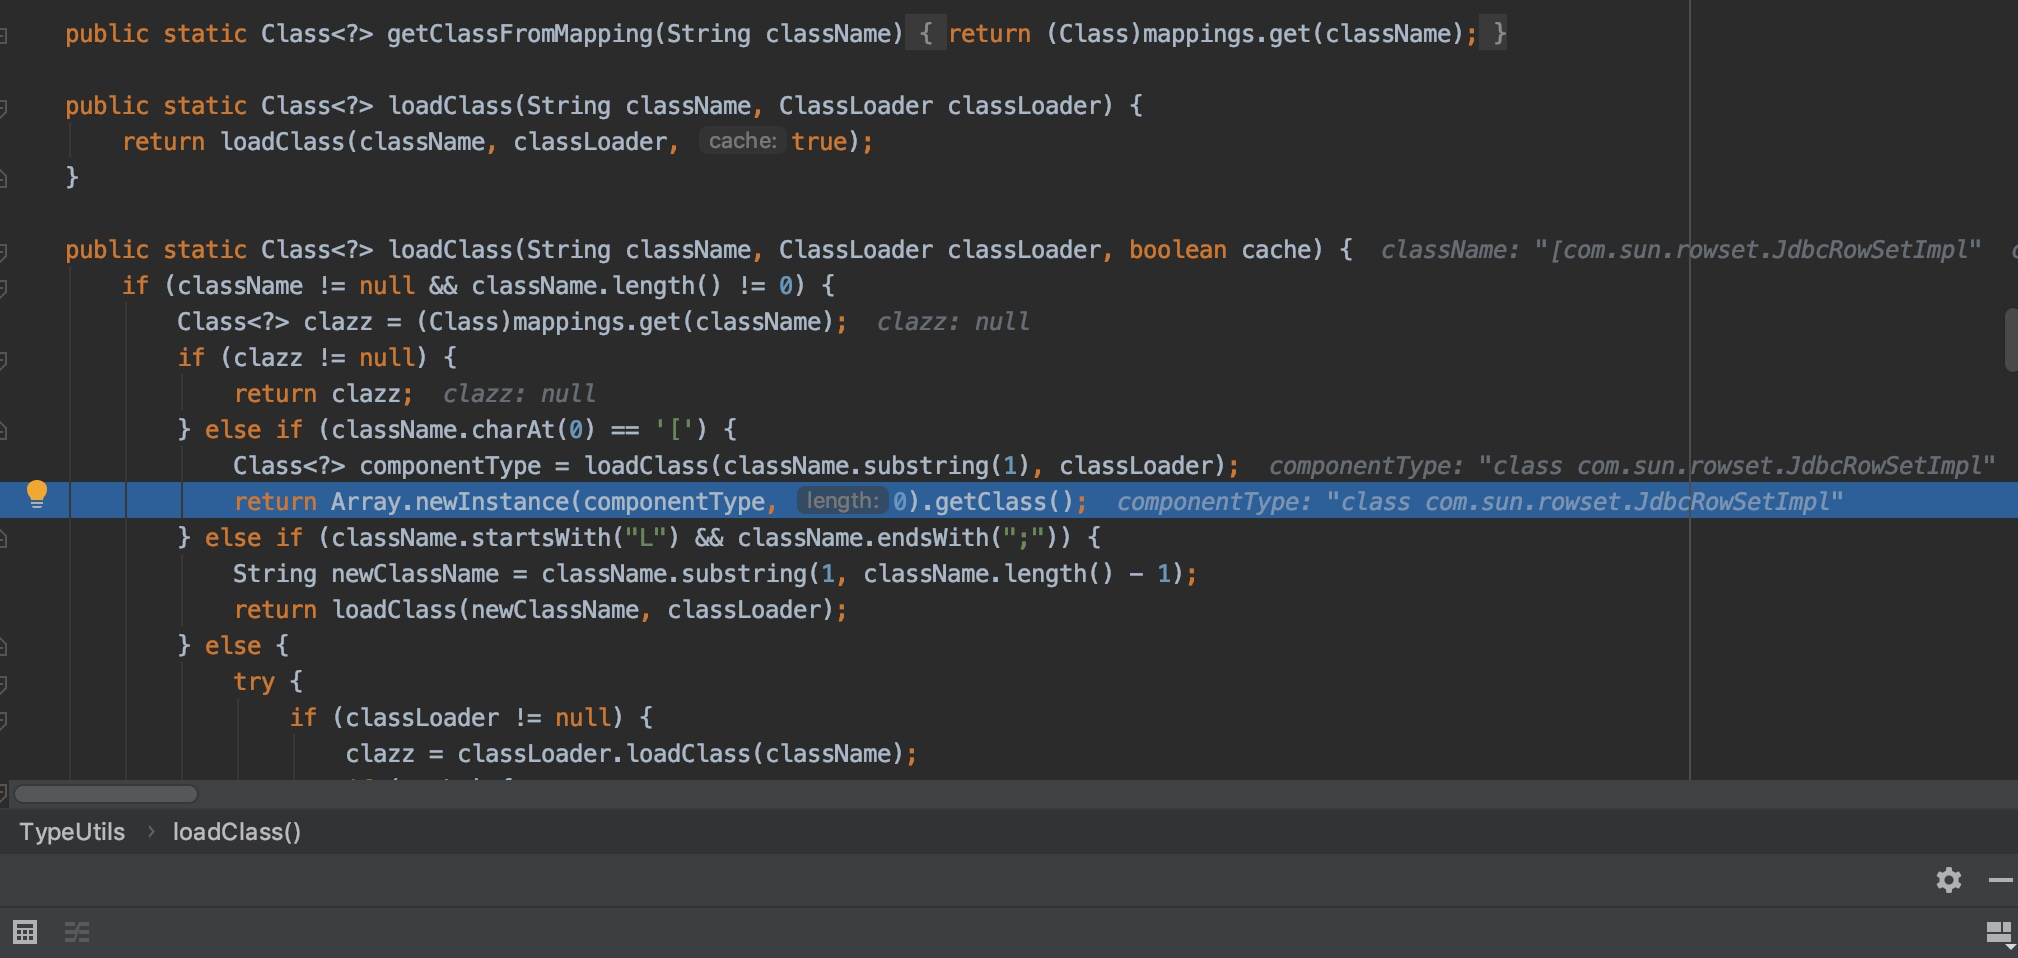 public static Class<?> getClassFromMapping(String className) { return (Class)mappings.get(className); }
public static Class<?> loadClass(String className, ClassLoader classLoader) {
return loadClass(className, classLoader, cache: true);
}
public static Class<?> loadClass(String className, ClassLoader classLoader, boolean cache) { className: "[com.sun.rowset.JdbcRowSetImpl"
if (className != null && className.length() != 0) {
Class<?> clazz = (Class)mappings.get(className); clazz: null
if (clazz != null) {
return clazz; clazz: null
} else if (className.charAt(0) == '[') {
Class<?> componentType = loadClass(className.substring(1), classLoader); componentType: "class com.sun.rowset.JdbcRowSetImpl"
return Array.newInstance(componentType, length: 0).getClass(); componentType: "class com.sun.rowset.JdbcRowSetImpl"
} else if (className.startsWith("L") && className.endsWith(";")) {
String newClassName = className.substring(1, className.length() - 1);
return loadClass(newClassName, classLoader);
} else {
try {
if (classLoader != null) {
clazz = classLoader.loadClass(className);
TypeUtils › loadClass()